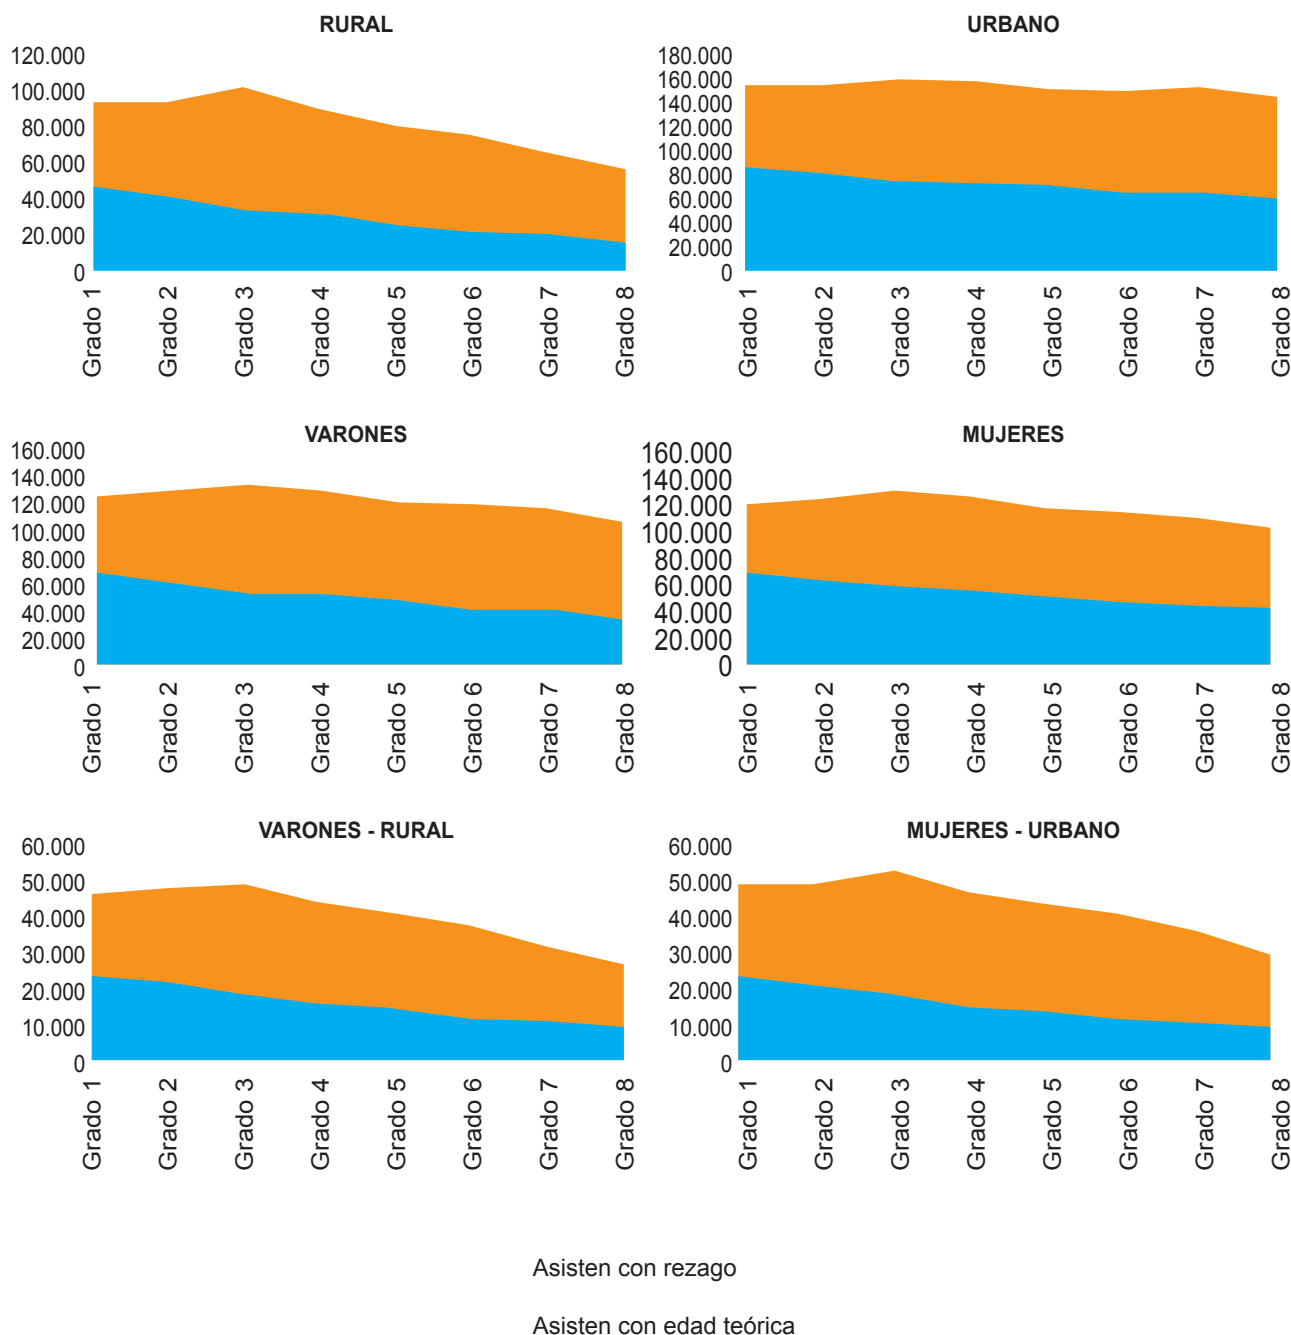 RURAL
120.000
100.000
80.000
60.000
40.000
20.000
0
Grado 1
Grado 2
Grado 3
Grado 4
Grado 5
Grado 6
Grado 7
Grado 8
URBANO
180.000
160.000
140.000
120.000
100.000
80.000
60.000
40.000
20.000
0
Grado 1
Grado 2
Grado 3
Grado 4
Grado 5
Grado 6
Grado 7
Grado 8
VARONES
160.000
140.000
120.000
100.000
80.000
60.000
40.000
20.000
0
Grado 1
Grado 2
Grado 3
Grado 4
Grado 5
Grado 6
Grado 7
Grado 8
MUJERES
160.000
140.000
120.000
100.000
80.000
60.000
40.000
20.000
0
Grado 1
Grado 2
Grado 3
Grado 4
Grado 5
Grado 6
Grado 7
Grado 8
VARONES - RURAL
60.000
50.000
40.000
30.000
20.000
10.000
0
Grado 1
Grado 2
Grado 3
Grado 4
Grado 5
Grado 6
Grado 7
Grado 8
MUJERES - URBANO
60.000
50.000
40.000
30.000
20.000
10.000
0
Grado 1
Grado 2
Grado 3
Grado 4
Grado 5
Grado 6
Grado 7
Grado 8
Asisten con rezago
Asisten con edad teórica